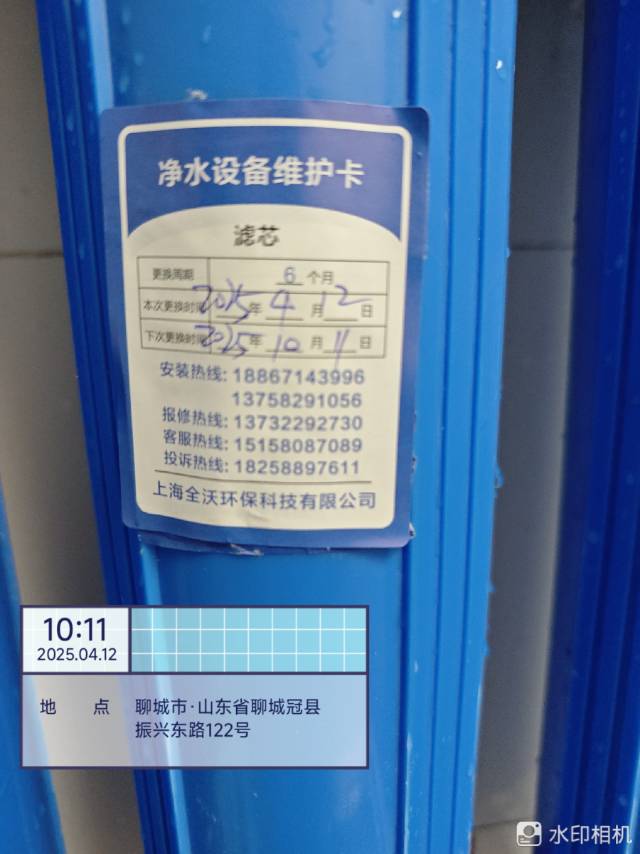 净水设备维护卡
滤芯
更换周期 6 个月
本次更换时间 2025 年 4 月 12 日
下次更换时间 2025 年 10 月 11 日
安装热线: 18867143996
13758291056
报修热线: 13732292730
客服热线: 15158087089
投诉热线: 18258897611
上海全沃环保科技有限公司
10:11
2025.04.12
地 点 聊城市·山东省聊城冠县
振兴东路122号
水印相机